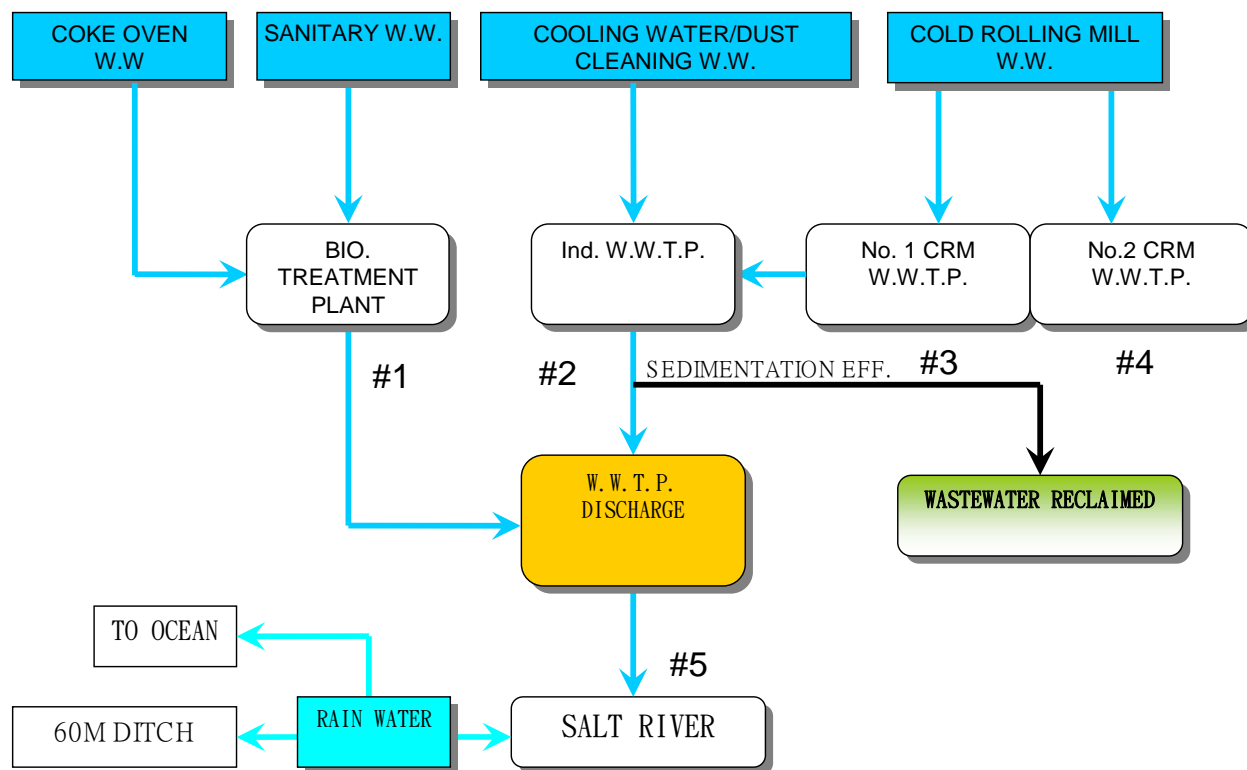 COKE OVEN
W.W
SANITARY W.W.
COOLING WATER/DUST
CLEANING W.W.
COLD ROLLING MILL
W.W.
BIO.
TREATMENT
PLANT
Ind. W.W.T.P.
No. 1 CRM
W.W.T.P.
No.2 CRM
W.W.T.P.
#1
#2
SEDIMENTATION EFF.
#3
#4
W.W.T.P.
DISCHARGE
WASTEWATER RECLAIMED
TO OCEAN
#5
60M DITCH
RAIN WATER
SALT RIVER